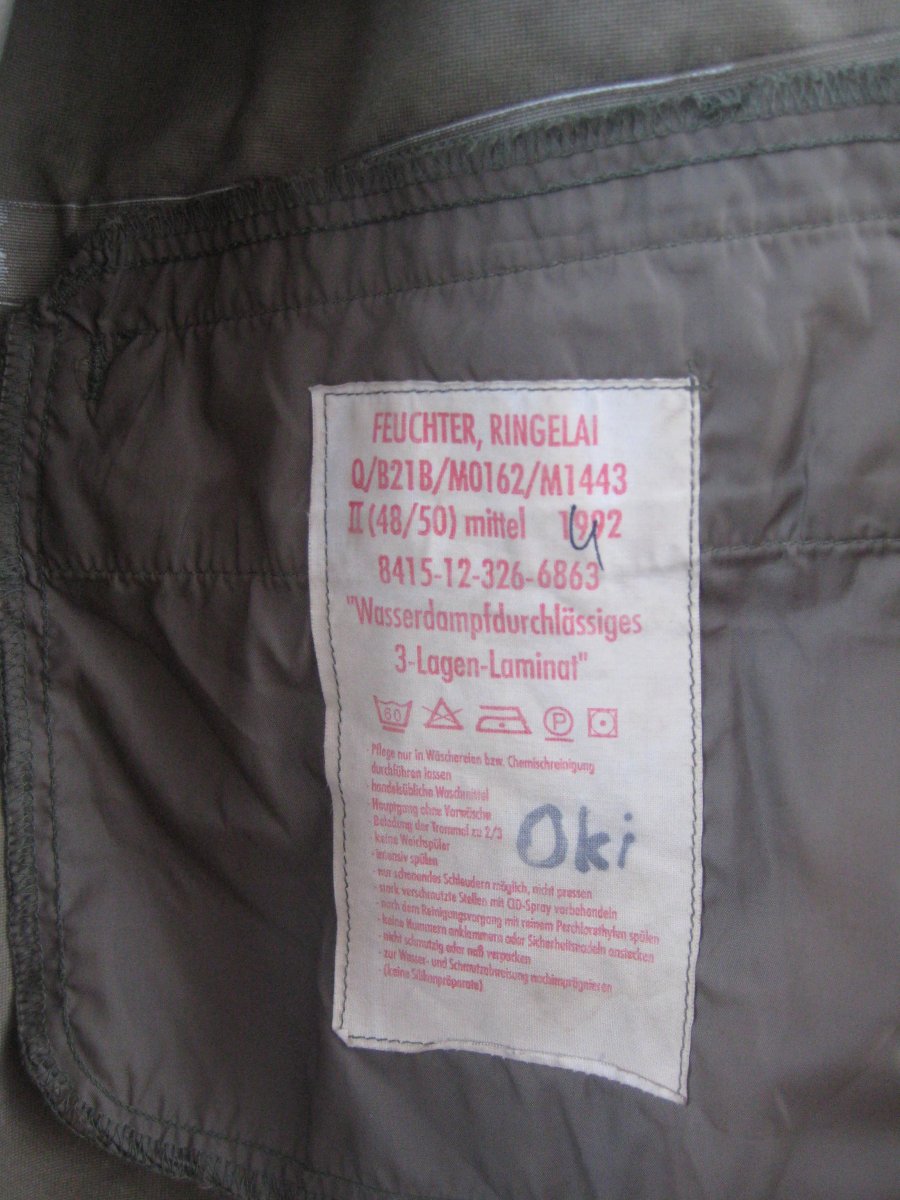 FEUCHTER, RINGELAI
Q/B21B/M0162/M1443
II (48/50) mittel 1992
8415-12-326-6863
"Wasserdampfdurchlässiges
3-Lagen-Laminat"
60 P
- Pflege nur in Wäschereien bzw. Chemischreinigung
durchführen lassen
- handelsübliche Waschmittel
Hauptgang ohne Vorwäsche
Beladung der Trommel zu 2/3
keine Weichspüler
- intensiv spülen
- nur schonendes Schleudern möglich, nicht pressen
- stark verschmutzte Stellen mit
- nach dem Reinigungsvorgang mit reinem Perchlorethylen spülen
- keine Nummern anklammern oder Sicherheitsnadeln anstecken
- nicht schmutzig oder naß verpacken
- zur Wasser- und Schmutzabweisung nachimprägnieren
- (keine Silikonpräparate)
Oki